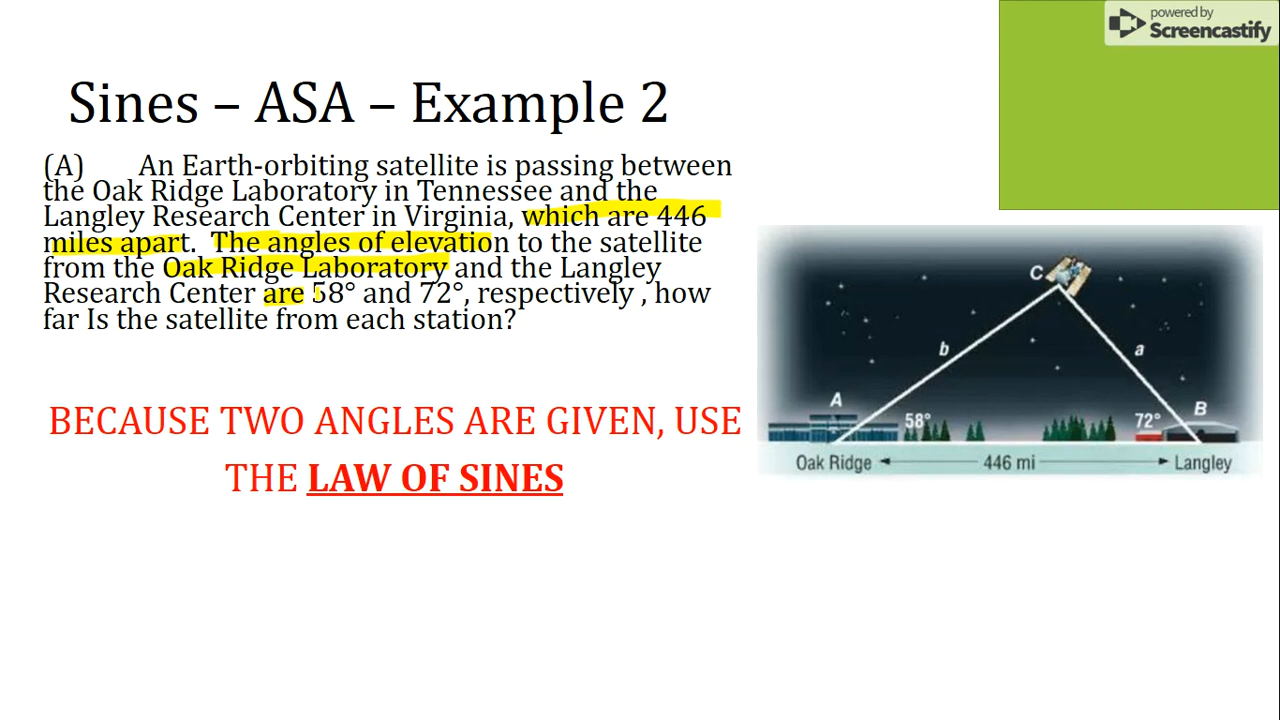 powered by
Screencastify
Sines – ASA – Example 2
(A) An Earth-orbiting satellite is passing between
the Oak Ridge Laboratory in Tennessee and the
Langley Research Center in Virginia, which are 446
miles apart. The angles of elevation to the satellite
from the Oak Ridge Laboratory and the Langley
Research Center are 58° and 72°, respectively , how
far Is the satellite from each station?
BECAUSE TWO ANGLES ARE GIVEN, USE
THE LAW OF SINES
C
b
a
A
B
58°
72°
Oak Ridge
446 mi
Langley